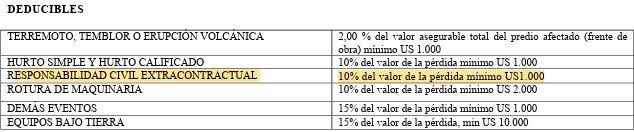 DEDUCIBLES
TERREMOTO, TEMBLOR O ERUPCIÓN VOLCÁNICA
2,00 % del valor asegurable total del predio afectado (frente de
obra) mínimo US 1.000
HURTO SIMPLE Y HURTO CALIFICADO
10% del valor de la pérdida mínimo US 1.000
RESPONSABILIDAD CIVIL EXTRACONTRACTUAL
10% del valor de la pérdida mínimo US1.000
ROTURA DE MAQUINARIA
10% del valor de la pérdida mínimo US 2.000
DEMÁS EVENTOS
15% del valor de la pérdida mínimo US 1.000
EQUIPOS BAJO TIERRA
15% del valor de la pérdida, min US 10.000